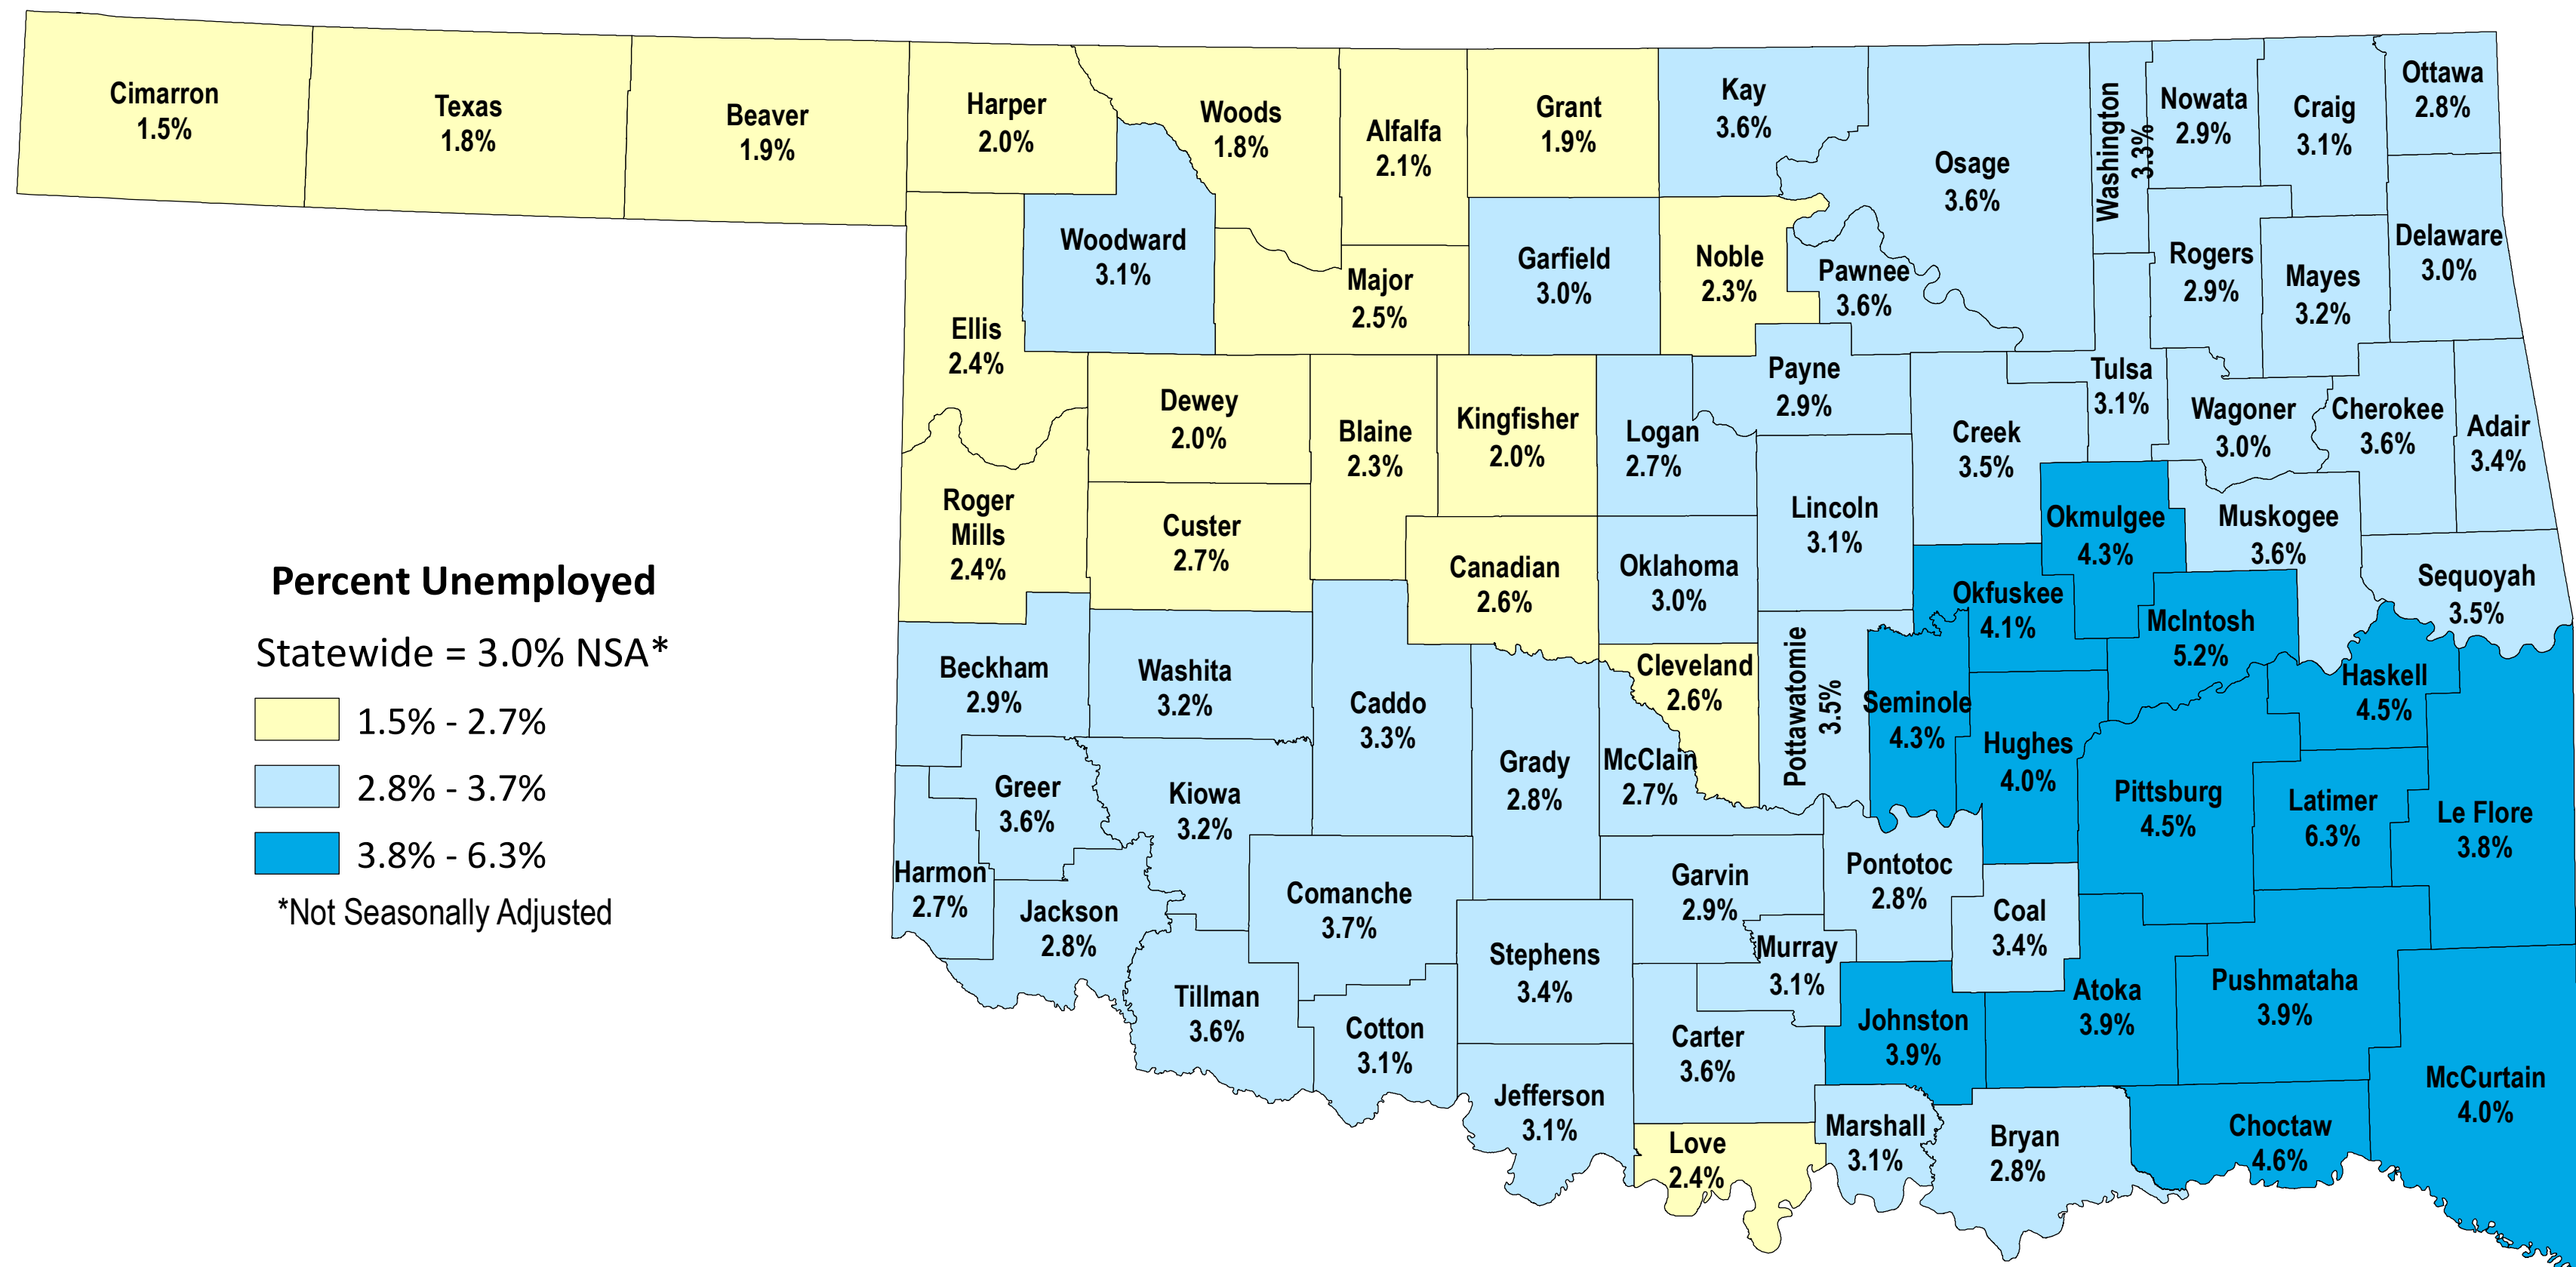 Cimarron
1.5%
Texas
1.8%
Beaver
1.9%
Harper
2.0%
Woods
1.8%
Alfalfa
2.1%
Grant
1.9%
Kay
3.6%
Osage
3.6%
Washington
3.3%
Nowata
2.9%
Craig
3.1%
Ottawa
2.8%
Woodward
3.1%
Major
2.5%
Garfield
3.0%
Noble
2.3%
Pawnee
3.6%
Rogers
2.9%
Mayes
3.2%
Delaware
3.0%
Ellis
2.4%
Dewey
2.0%
Blaine
2.3%
Kingfisher
2.0%
Logan
2.7%
Payne
2.9%
Creek
3.5%
Tulsa
3.1%
Wagoner
3.0%
Cherokee
3.6%
Adair
3.4%
Roger
Mills
2.4%
Custer
2.7%
Canadian
2.6%
Oklahoma
3.0%
Lincoln
3.1%
Okmulgee
4.3%
Muskogee
3.6%
Sequoyah
3.5%
Okfuskee
4.1%
McIntosh
5.2%
Percent Unemployed
Statewide = 3.0% NSA*
1.5% - 2.7%
2.8% - 3.7%
3.8% - 6.3%
*Not Seasonally Adjusted
Beckham
2.9%
Washita
3.2%
Caddo
3.3%
Grady
2.8%
McClain
2.7%
Cleveland
2.6%
Pottawatomie
3.5%
Seminole
4.3%
Hughes
4.0%
Haskell
4.5%
Pittsburg
4.5%
Latimer
6.3%
Le Flore
3.8%
Greer
3.6%
Kiowa
3.2%
Harmon
2.7%
Jackson
2.8%
Comanche
3.7%
Stephens
3.4%
Garvin
2.9%
Pontotoc
2.8%
Coal
3.4%
Murray
3.1%
Tillman
3.6%
Cotton
3.1%
Jefferson
3.1%
Carter
3.6%
Johnston
3.9%
Atoka
3.9%
Pushmataha
3.9%
McCurtain
4.0%
Love
2.4%
Marshall
3.1%
Bryan
2.8%
Choctaw
4.6%